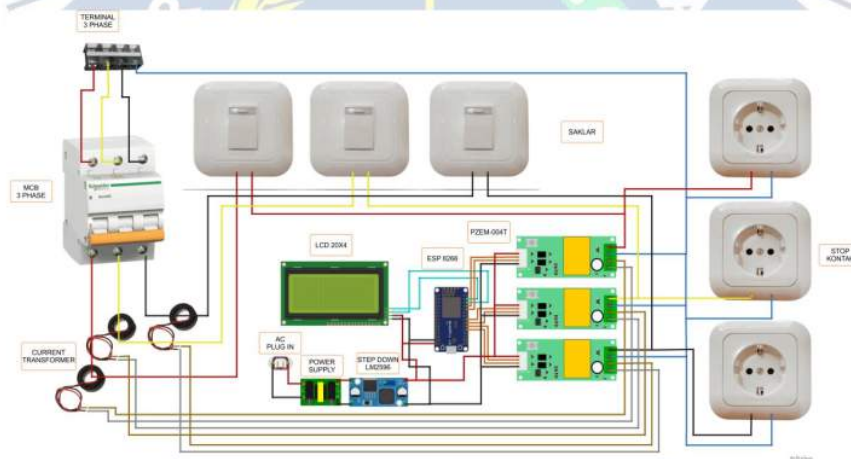 TERMINAL
3 PHASE
SAKLAR
MCB
3 PHASE
Schneider
PZEM-004T
LCD 20X4
ESP 8266
STOP
KONTAK
AC
PLUG IN
POWER
SUPPLY
STEP DOWN
LM2596
CURRENT
TRANSFORMER